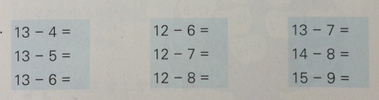 13 – 4 =
13 – 5 =
13 – 6 =
12 – 6 =
12 – 7 =
12 – 8 =
13 – 7 =
14 – 8 =
15 – 9 =